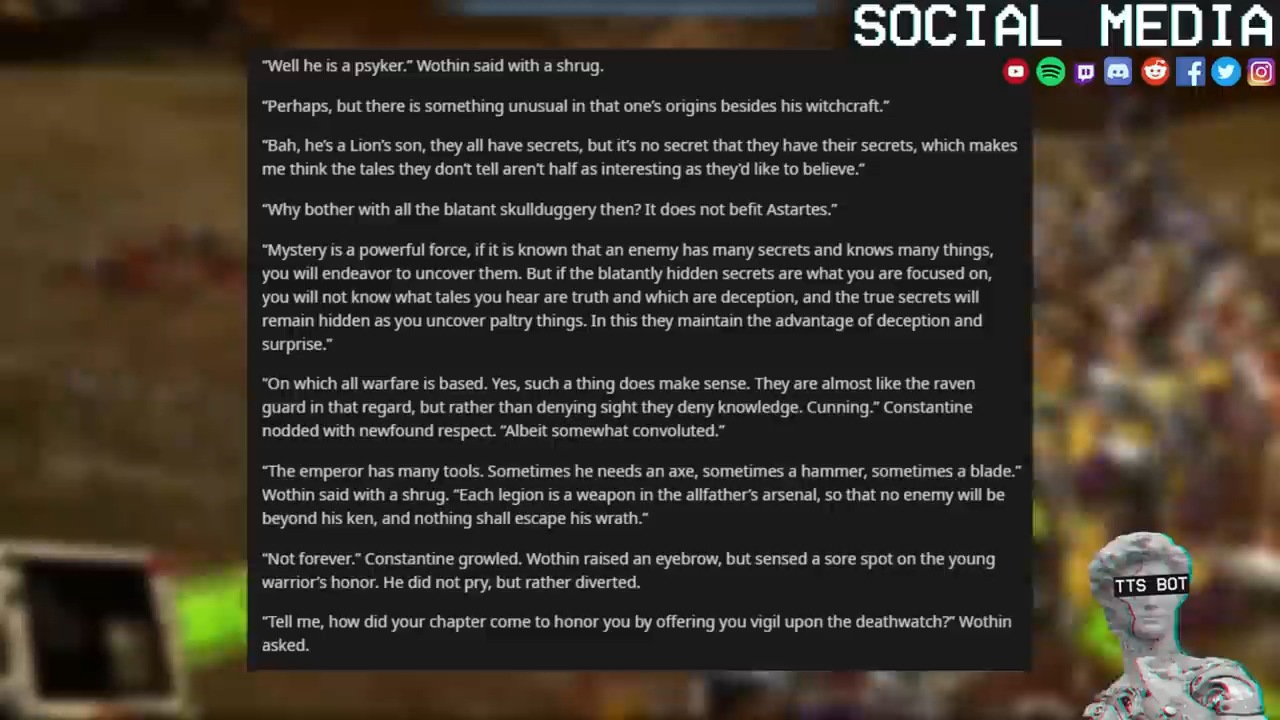 SOCIAL MEDIA
“Well he is a psyker.” Wothin said with a shrug.
“Perhaps, but there is something unusual in that one’s origins besides his witchcraft.”
“Bah, he’s a Lion’s son, they all have secrets, but it’s no secret that they have their secrets, which makes
me think the tales they don’t tell aren’t half as interesting as they’d like to believe.”
“Why bother with all the blatant skullduggery then? It does not befit Astartes.”
“Mystery is a powerful force, if it is known that an enemy has many secrets and knows many things,
you will endeavor to uncover them. But if the blatantly hidden secrets are what you are focused on,
you will not know what tales you hear are truth and which are deception, and the true secrets will
remain hidden as you uncover paltry things. In this they maintain the advantage of deception and
surprise.”
“On which all warfare is based. Yes, such a thing does make sense. They are almost like the raven
guard in that regard, but rather than denying sight they deny knowledge. Cunning.” Constantine
nodded with newfound respect. “Albeit somewhat convoluted.”
“The emperor has many tools. Sometimes he needs an axe, sometimes a hammer, sometimes a blade.”
Wothin said with a shrug. “Each legion is a weapon in the allfather’s arsenal, so that no enemy will be
beyond his ken, and nothing shall escape his wrath.”
“Not forever.” Constantine growled. Wothin raised an eyebrow, but sensed a sore spot on the young
warrior’s honor. He did not pry, but rather diverted.
“Tell me, how did your chapter come to honor you by offering you vigil upon the deathwatch?” Wothin
asked.
TTS BOT